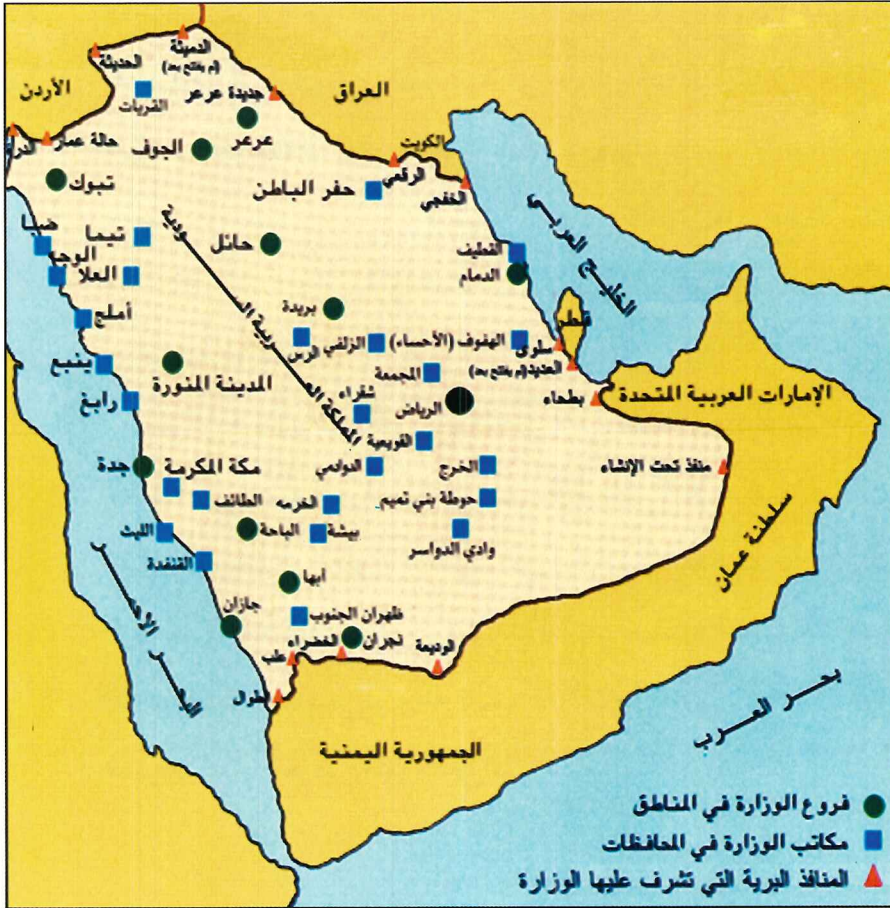 الدميثة
(لم يفتتح بعد)
الحديثة
الأردن
القريات
جديدة عرعر
العراق
عرعر
حالة عمار
الجوف
الكويت
الرقعي
تبوك
حفر الباطن
الخفجي
ضبا
تيما
حائل
الخليج العربي
القطيف
الوجه
العلا
الدمام
أملج
بريدة
قطر
الرس
الزلفي
الهفوف (الأحساء)
سلوى
ينبع
المدينة المنورة
المجمعة
(لم يفتتح بعد)
رابغ
شقراء
الرياض
بطحاء
الإمارات العربية المتحدة
المملكة
القويعية
جدة
مكة المكرمة
الدوادمي
الخرج
منفذ تحت الإنشاء
الطائف
الخرمه
حوطة بني تميم
الليث
الباحة
بيشة
وادي الدواسر
سلطنة عمان
القنفدة
أبها
جازان
ظهران الجنوب
نجران
الخضراء
الوديعة
علب
طوال
بحر العرب
الجمهورية اليمنية
فروع الوزارة في المناطق
مكاتب الوزارة في المحافظات
المنافذ البرية التي تشرف عليها الوزارة